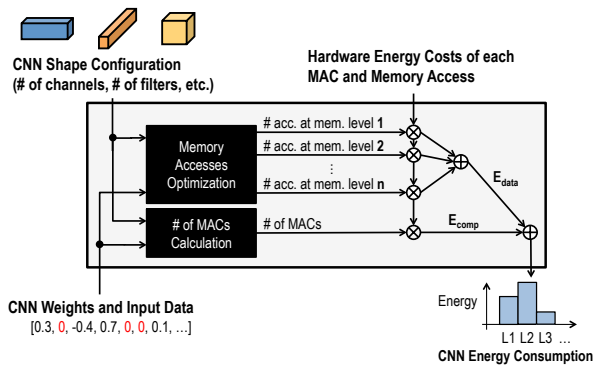 CNN Shape Configuration
(# of channels, # of filters, etc.)
Hardware Energy Costs of each
MAC and Memory Access
Memory
Accesses
Optimization
# acc. at mem. level 1
# acc. at mem. level 2
⋮
# acc. at mem. level n
E_data
# of MACs
Calculation
# of MACs
E_comp
CNN Weights and Input Data
[0.3, 0, -0.4, 0.7, 0, 0, 0.1, …]
Energy
L1 L2 L3 …
CNN Energy Consumption